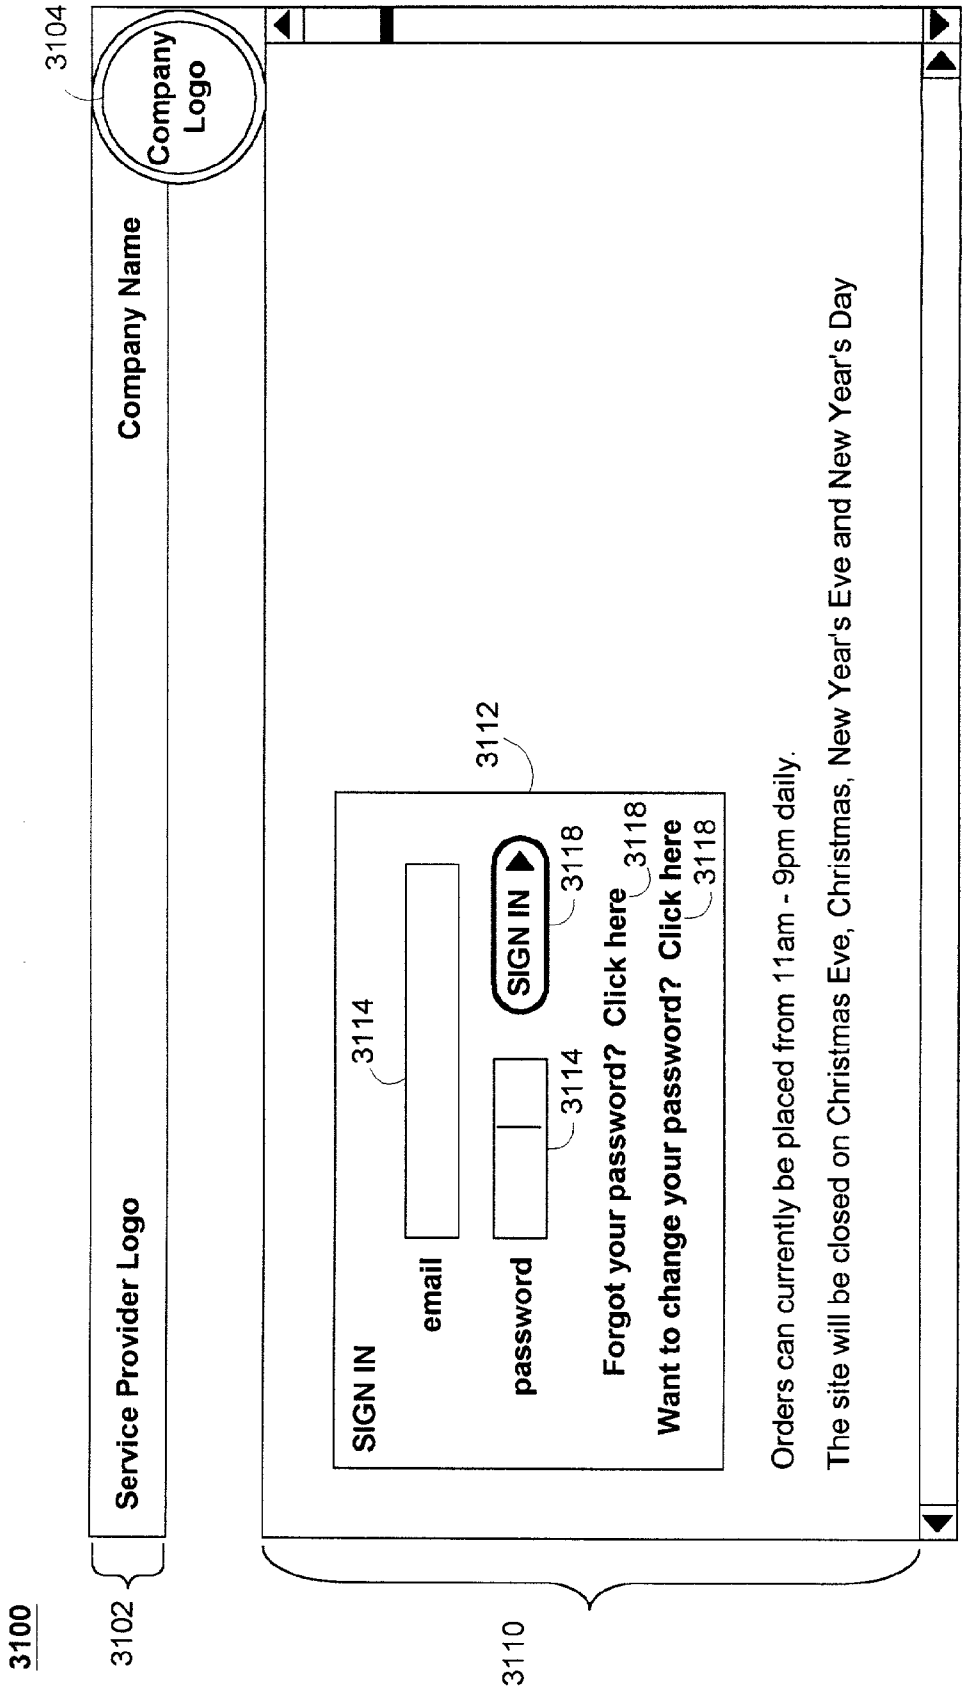 3100
3102
Service Provider Logo
Company Name
Company
Logo
3104
3110
SIGN IN
3112
email
3114
password
3114
SIGN IN
3118
Forgot your password? Click here
3118
Want to change your password? Click here
3118
Orders can currently be placed from 11am - 9pm daily.
The site will be closed on Christmas Eve, Christmas, New Year's Eve and New Year's Day